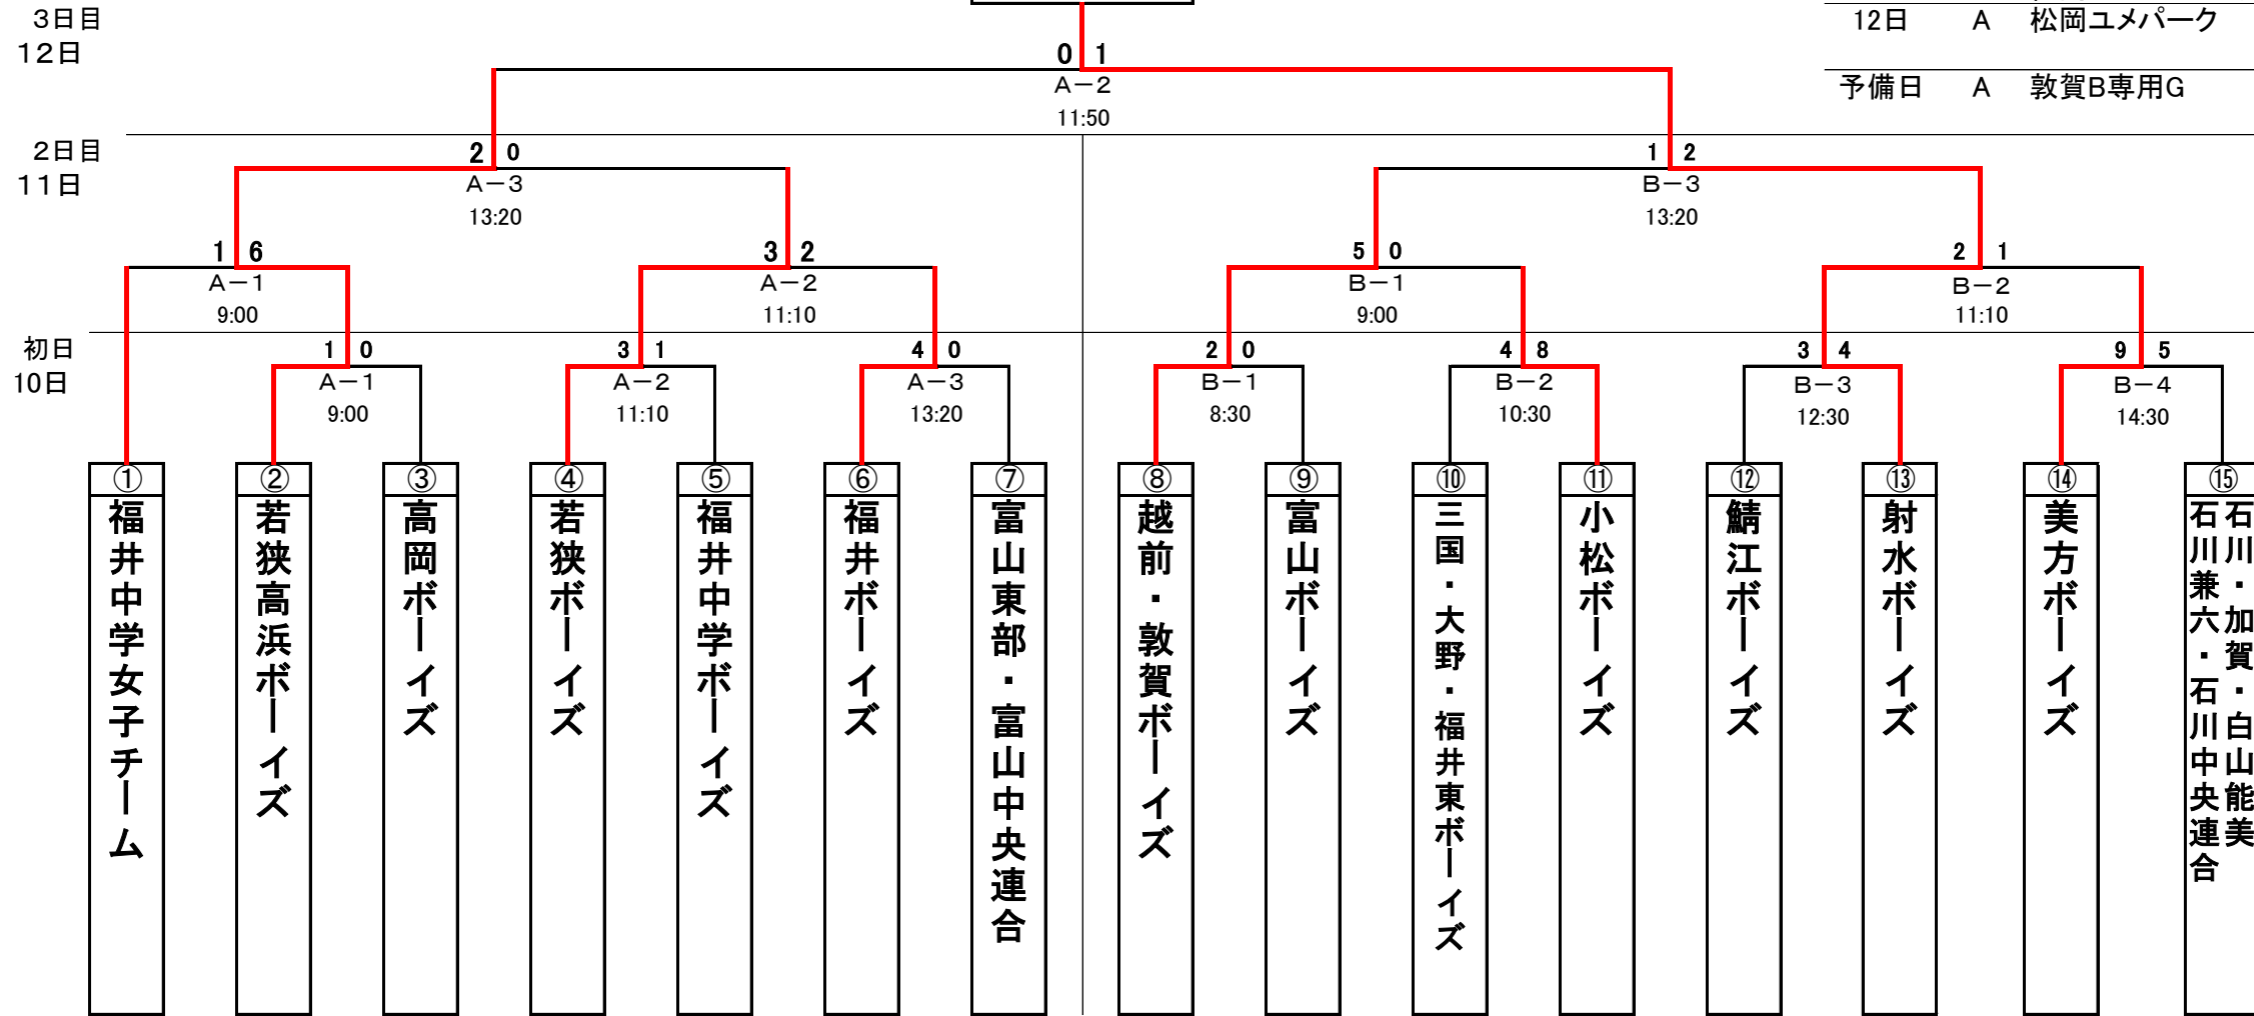 3日目
12日
12日 A 松岡ユメパーク
予備日 A 敦賀B専用G
0 1
A-2
11:50
2日目
11日
2 0
A-3
13:20
1 2
B-3
13:20
1 6
A-1
9:00
3 2
A-2
11:10
5 0
B-1
9:00
2 1
B-2
11:10
初日
10日
1 0
A-1
9:00
3 1
A-2
11:10
4 0
A-3
13:20
2 0
B-1
8:30
4 8
B-2
10:30
3 4
B-3
12:30
9 5
B-4
14:30
①
福井中学女子チーム
②
若狭高浜ボーイズ
③
高岡ボーイズ
④
若狭ボーイズ
⑤
福井中学ボーイズ
⑥
福井ボーイズ
⑦
富山東部・富山中央連合
⑧
越前・敦賀ボーイズ
⑨
富山ボーイズ
⑩
三国・大野・福井東ボーイズ
⑪
小松ボーイズ
⑫
鯖江ボーイズ
⑬
射水ボーイズ
⑭
美方ボーイズ
⑮
石川・加賀・白山能美
石川兼六・石川中央連合